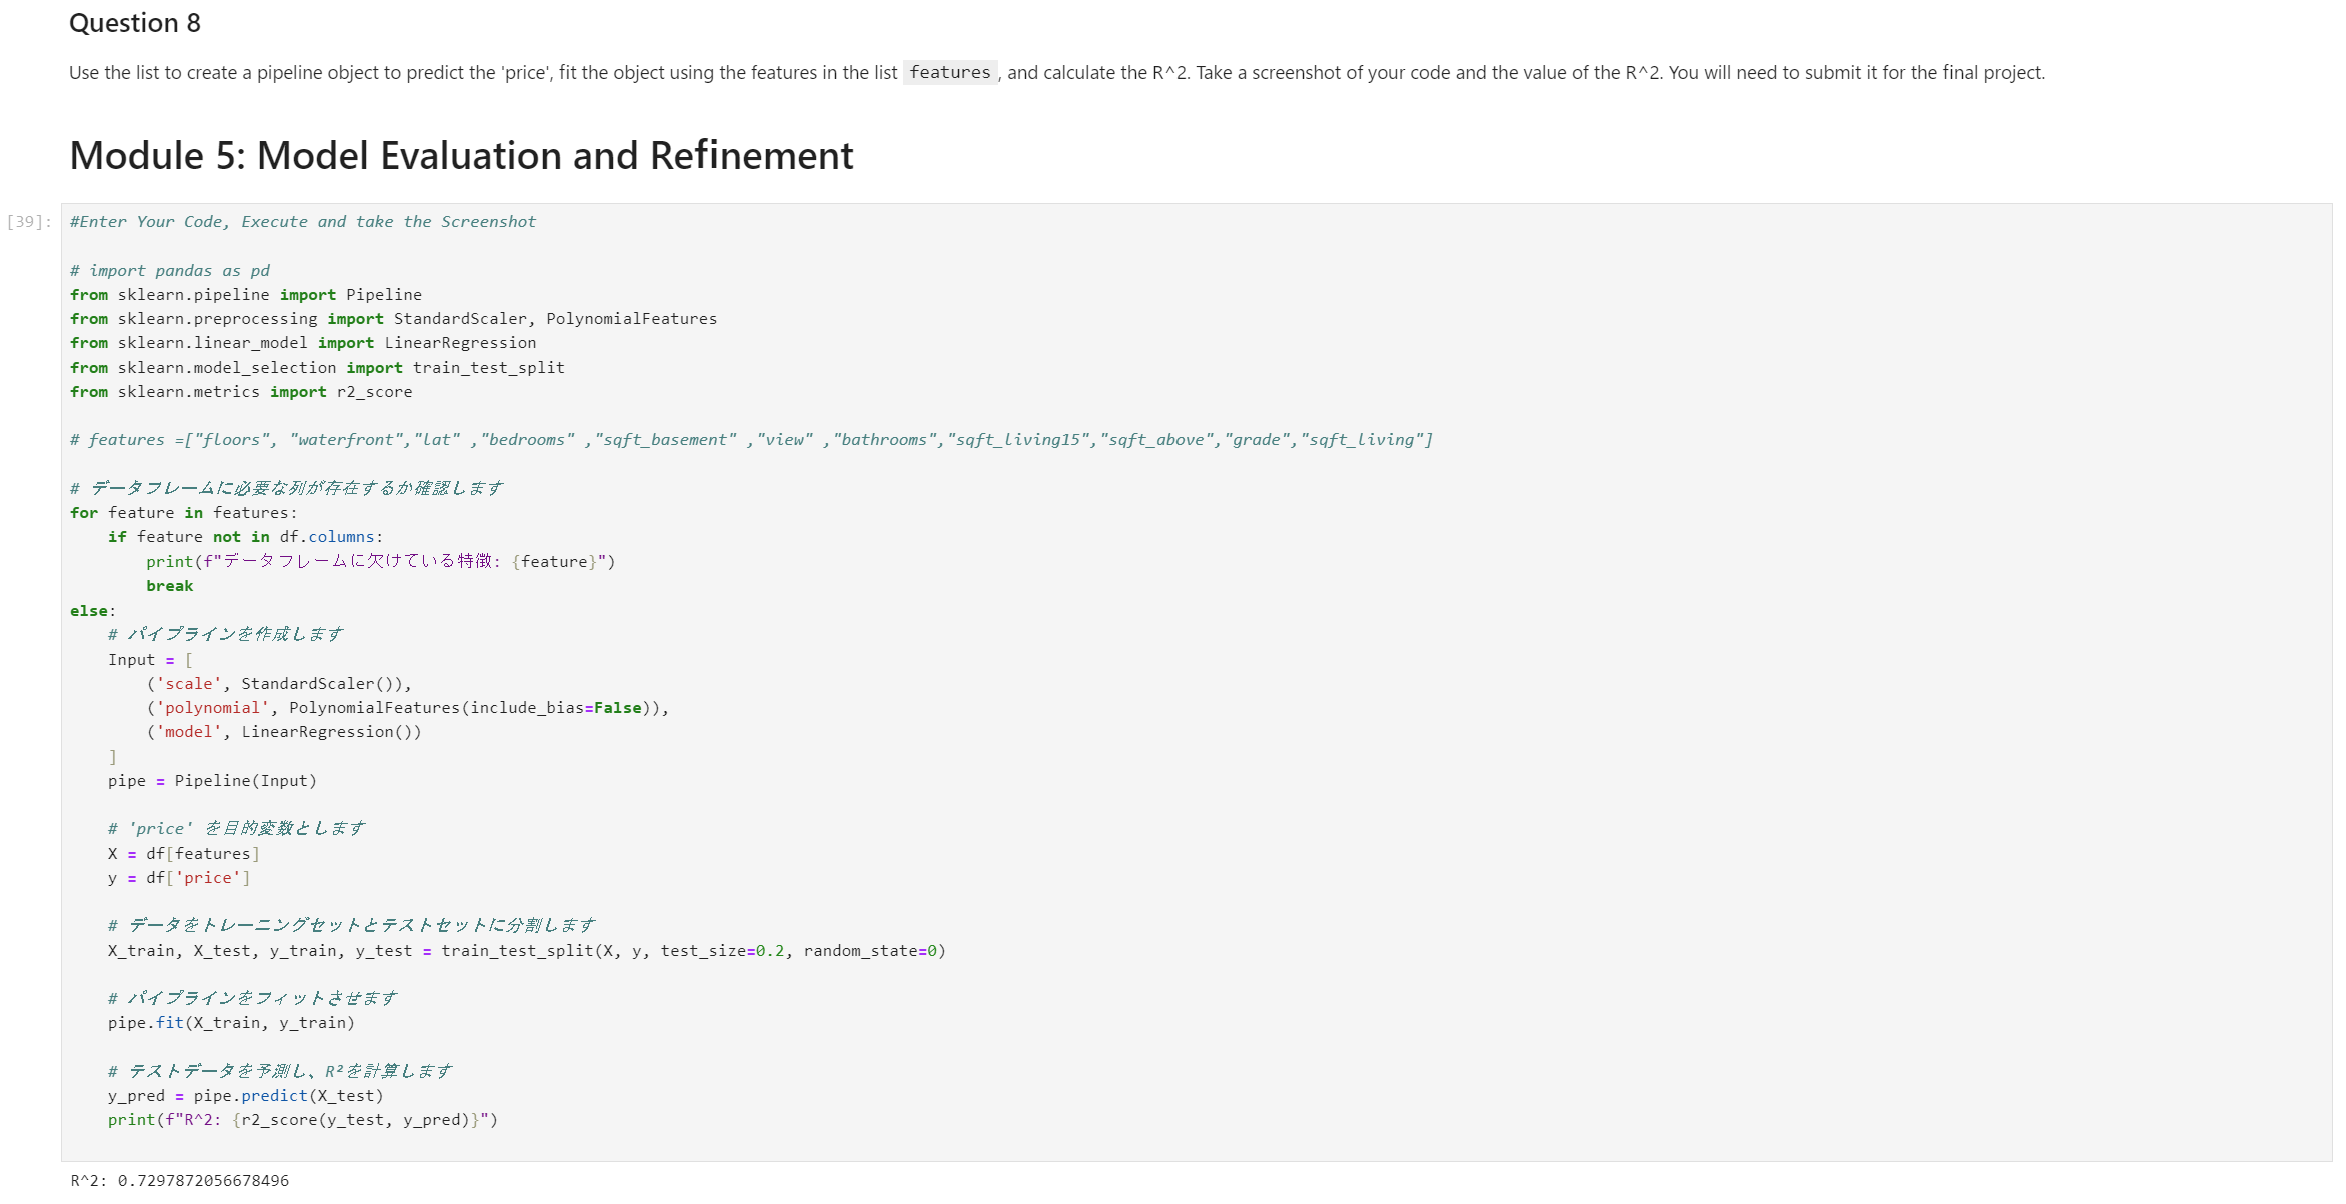 Question 8
Use the list to create a pipeline object to predict the 'price', fit the object using the features in the list features , and calculate the R^2. Take a screenshot of your code and the value of the R^2. You will need to submit it for the final project.
Module 5: Model Evaluation and Refinement
[39]:
#Enter Your Code, Execute and take the Screenshot
# import pandas as pd
from sklearn.pipeline import Pipeline
from sklearn.preprocessing import StandardScaler, PolynomialFeatures
from sklearn.linear_model import LinearRegression
from sklearn.model_selection import train_test_split
from sklearn.metrics import r2_score
# features =["floors", "waterfront","lat" ,"bedrooms" ,"sqft_basement" ,"view" ,"bathrooms","sqft_living15","sqft_above","grade","sqft_living"]
# データフレームに必要な列が存在するか確認します
for feature in features:
    if feature not in df.columns:
        print(f"データフレームに欠けている特徴: {feature}")
        break
else:
    # パイプラインを作成します
    Input = [
        ('scale', StandardScaler()),
        ('polynomial', PolynomialFeatures(include_bias=False)),
        ('model', LinearRegression())
    ]
    pipe = Pipeline(Input)
    # 'price' を目的変数とします
    X = df[features]
    y = df['price']
    # データをトレーニングセットとテストセットに分割します
    X_train, X_test, y_train, y_test = train_test_split(X, y, test_size=0.2, random_state=0)
    # パイプラインをフィットさせます
    pipe.fit(X_train, y_train)
    # テストデータを予測し、R²を計算します
    y_pred = pipe.predict(X_test)
    print(f"R^2: {r2_score(y_test, y_pred)}")
R^2: 0.7297872056678496